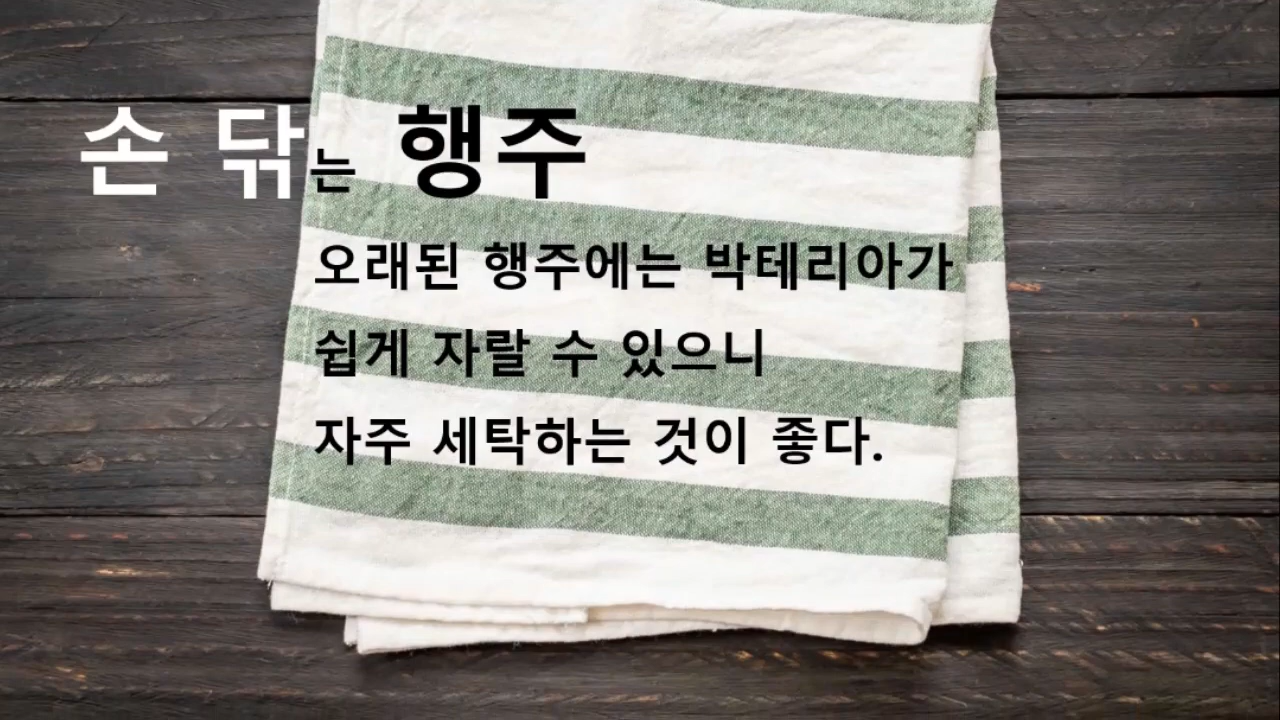 손 닦는 행주
오래된 행주에는 박테리아가
쉽게 자랄 수 있으니
자주 세탁하는 것이 좋다.